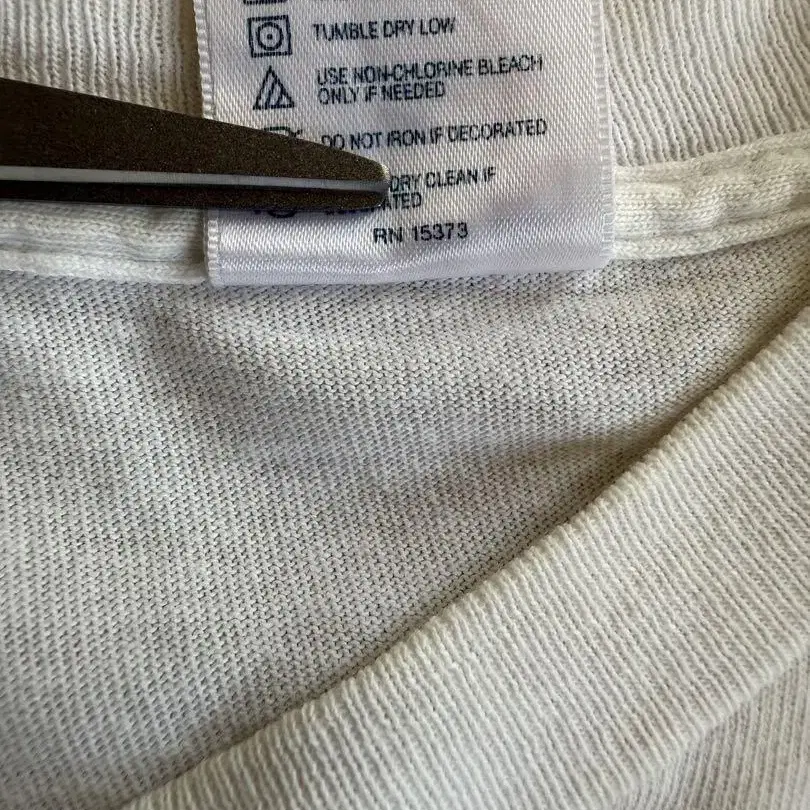 TUMBLE DRY LOW
USE NON-CHLORINE BLEACH
ONLY IF NEEDED
DO NOT IRON IF DECORATED
DRY CLEAN IF
RN 15373